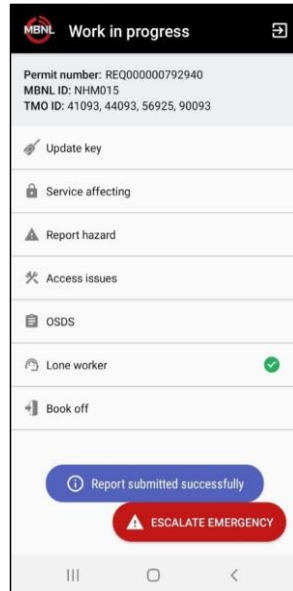 MBNL Work in progress
Permit number: REQ000000792940
MBNL ID: NHM015
TMO ID: 41093, 44093, 56925, 90093
Update key
Service affecting
Report hazard
Access issues
OSDS
Lone worker
Book off
Report submitted successfully
ESCALATE EMERGENCY